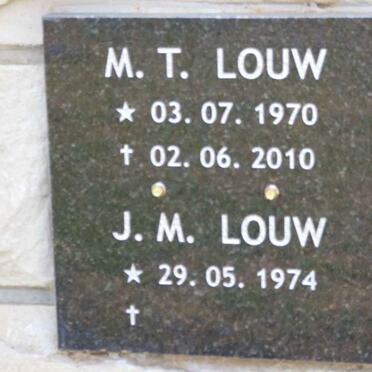 M. T. LOUW
★ 03. 07. 1970
✝ 02. 06. 2010
J. M. LOUW
★ 29. 05. 1974
✝